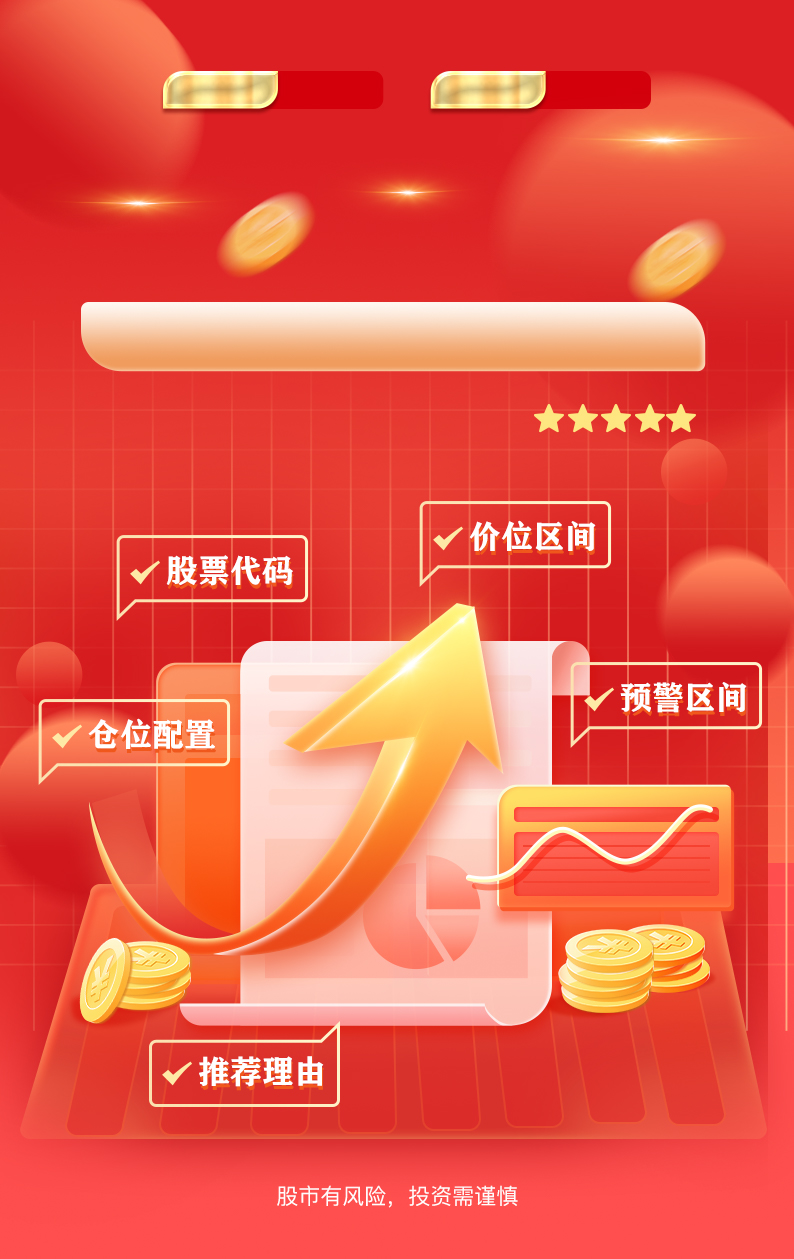 价位区间
股票代码
预警区间
仓位配置
推荐理由
股市有风险，投资需谨慎